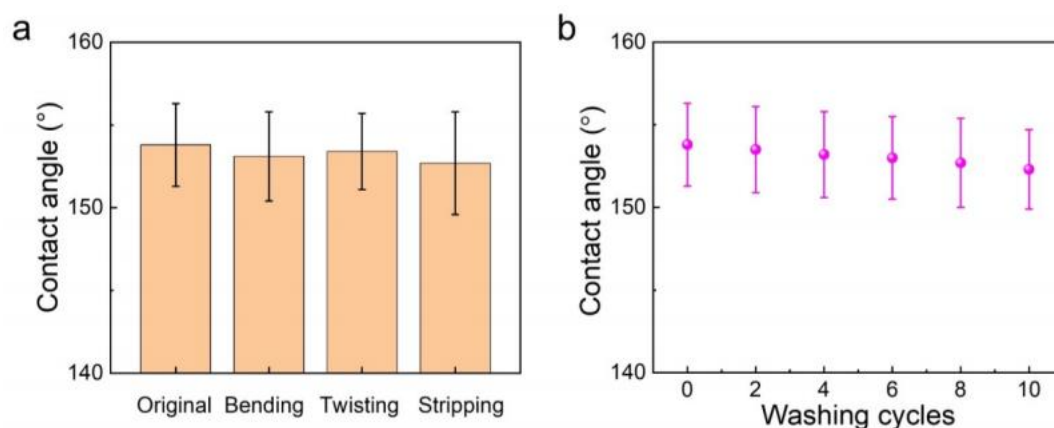 a
160
150
140
Contact angle (°)
Original Bending Twisting Stripping
b
160
150
140
Contact angle (°)
0 2 4 6 8 10
Washing cycles